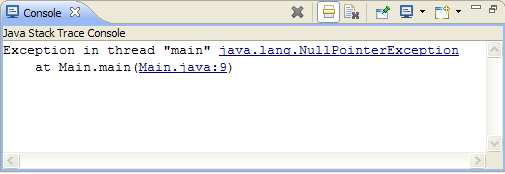 Console
Java Stack Trace Console
Exception in thread "main" java.lang.NullPointerException
at Main.main(Main.java:9)